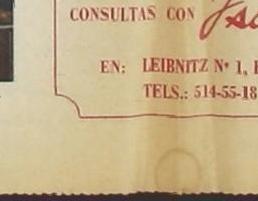 CONSULTAS CON
EN: LEIBNITZ Nº 1,
TELS.: 514-55-18